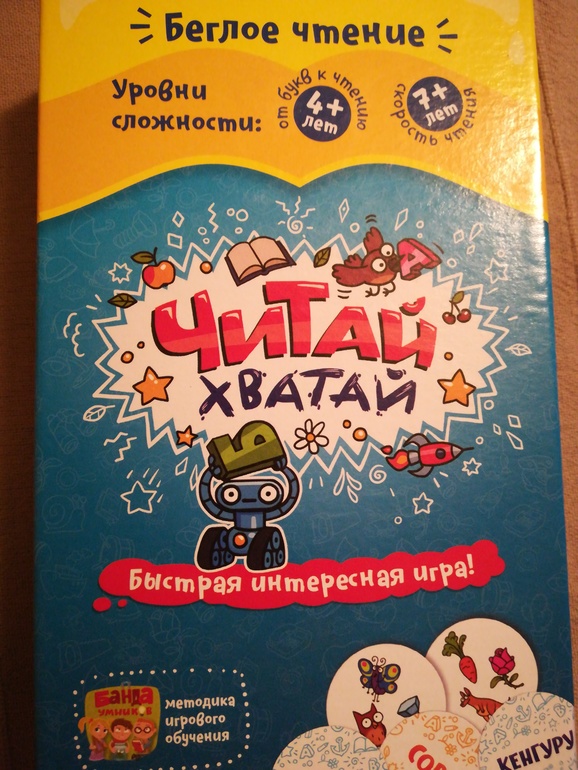 Беглое чтение
Уровни
сложности:
от букв к чтению
4+
лет
скорость чтения
7+
лет
А
ЧиТАй
ХВАТАЙ
Ь
Быстрая интересная игра!
Банда
умников
методика
игрового
обучения
КЕНГУРУ